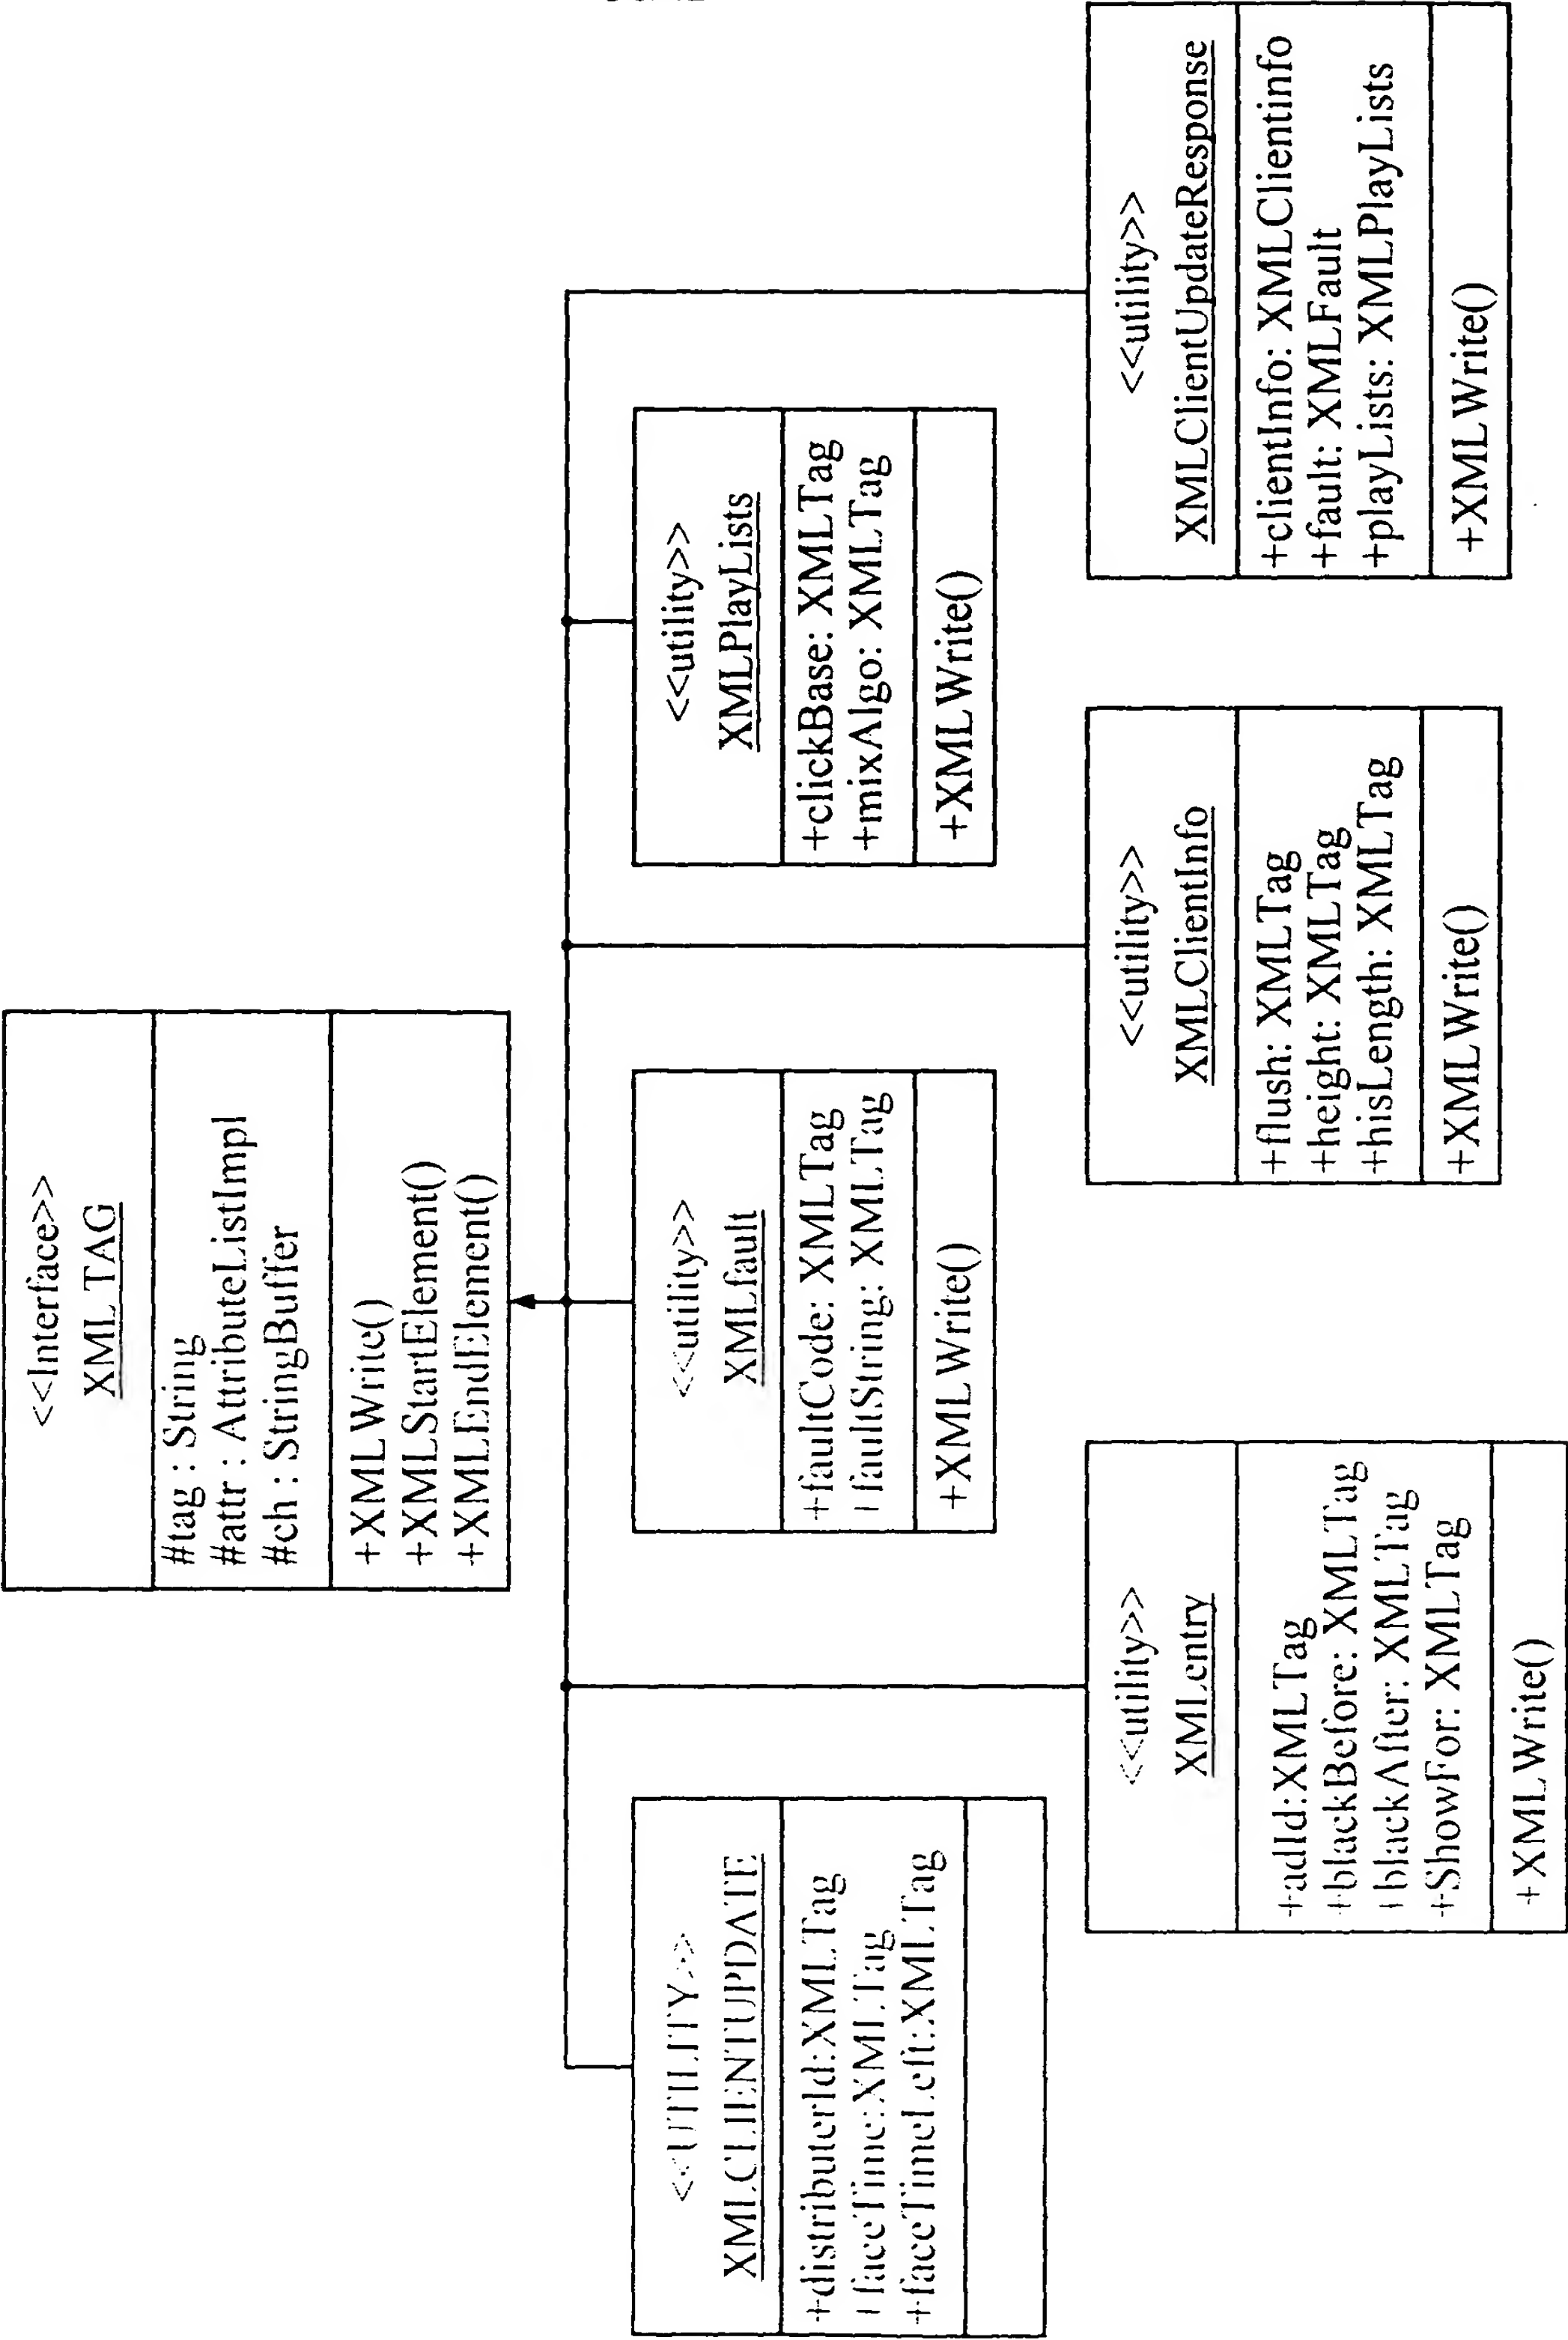 <<Interface>>
XML TAG
#tag : String
#attr : AttributeListImpl
#ch : StringBuffer
+XMLWrite()
+XMLStartElement()
+XMLEndElement()
<<UTILITY>>
XMLCLIENTUPDATE
+distributerId:XMLTag
+faceTime:XMLTag
+faceTimeLeft:XMLTag
<<utility>>
XMLfault
+faultCode: XMLTag
+faultString: XMLTag
+XMLWrite()
<<utility>>
XMLPlayLists
+clickBase: XMLTag
+mixAlgo: XMLTag
+XMLWrite()
<<utility>>
XMLentry
+adId:XMLTag
+blackBefore: XMLTag
+blackAfter: XMLTag
+ShowFor: XMLTag
+XMLWrite()
<<utility>>
XMLClientInfo
+flush: XMLTag
+height: XMLTag
+hisLength: XMLTag
+XMLWrite()
<<utility>>
XMLClientUpdateResponse
+clientInfo: XMLClientinfo
+fault: XMLFault
+playLists: XMLPlayLists
+XMLWrite()